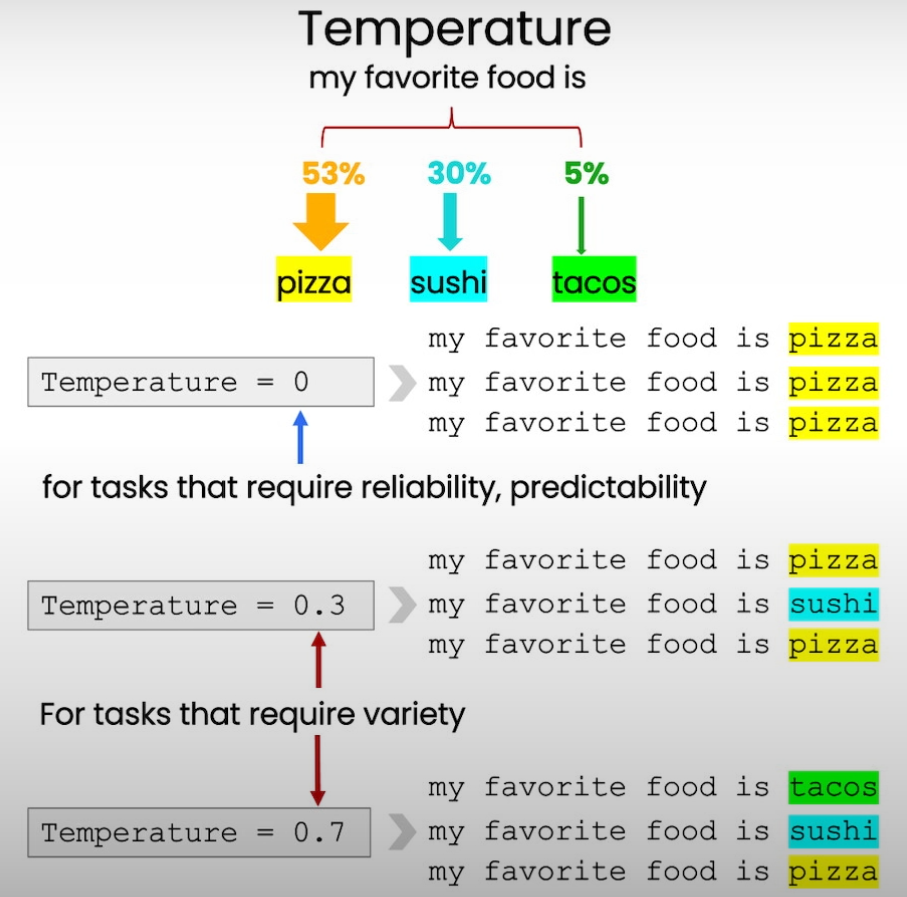 Temperature
my favorite food is
53% 30% 5%
pizza sushi tacos
my favorite food is pizza
Temperature = 0 my favorite food is pizza
my favorite food is pizza
for tasks that require reliability, predictability
my favorite food is pizza
Temperature = 0.3 my favorite food is sushi
my favorite food is pizza
For tasks that require variety
my favorite food is tacos
Temperature = 0.7 my favorite food is sushi
my favorite food is pizza